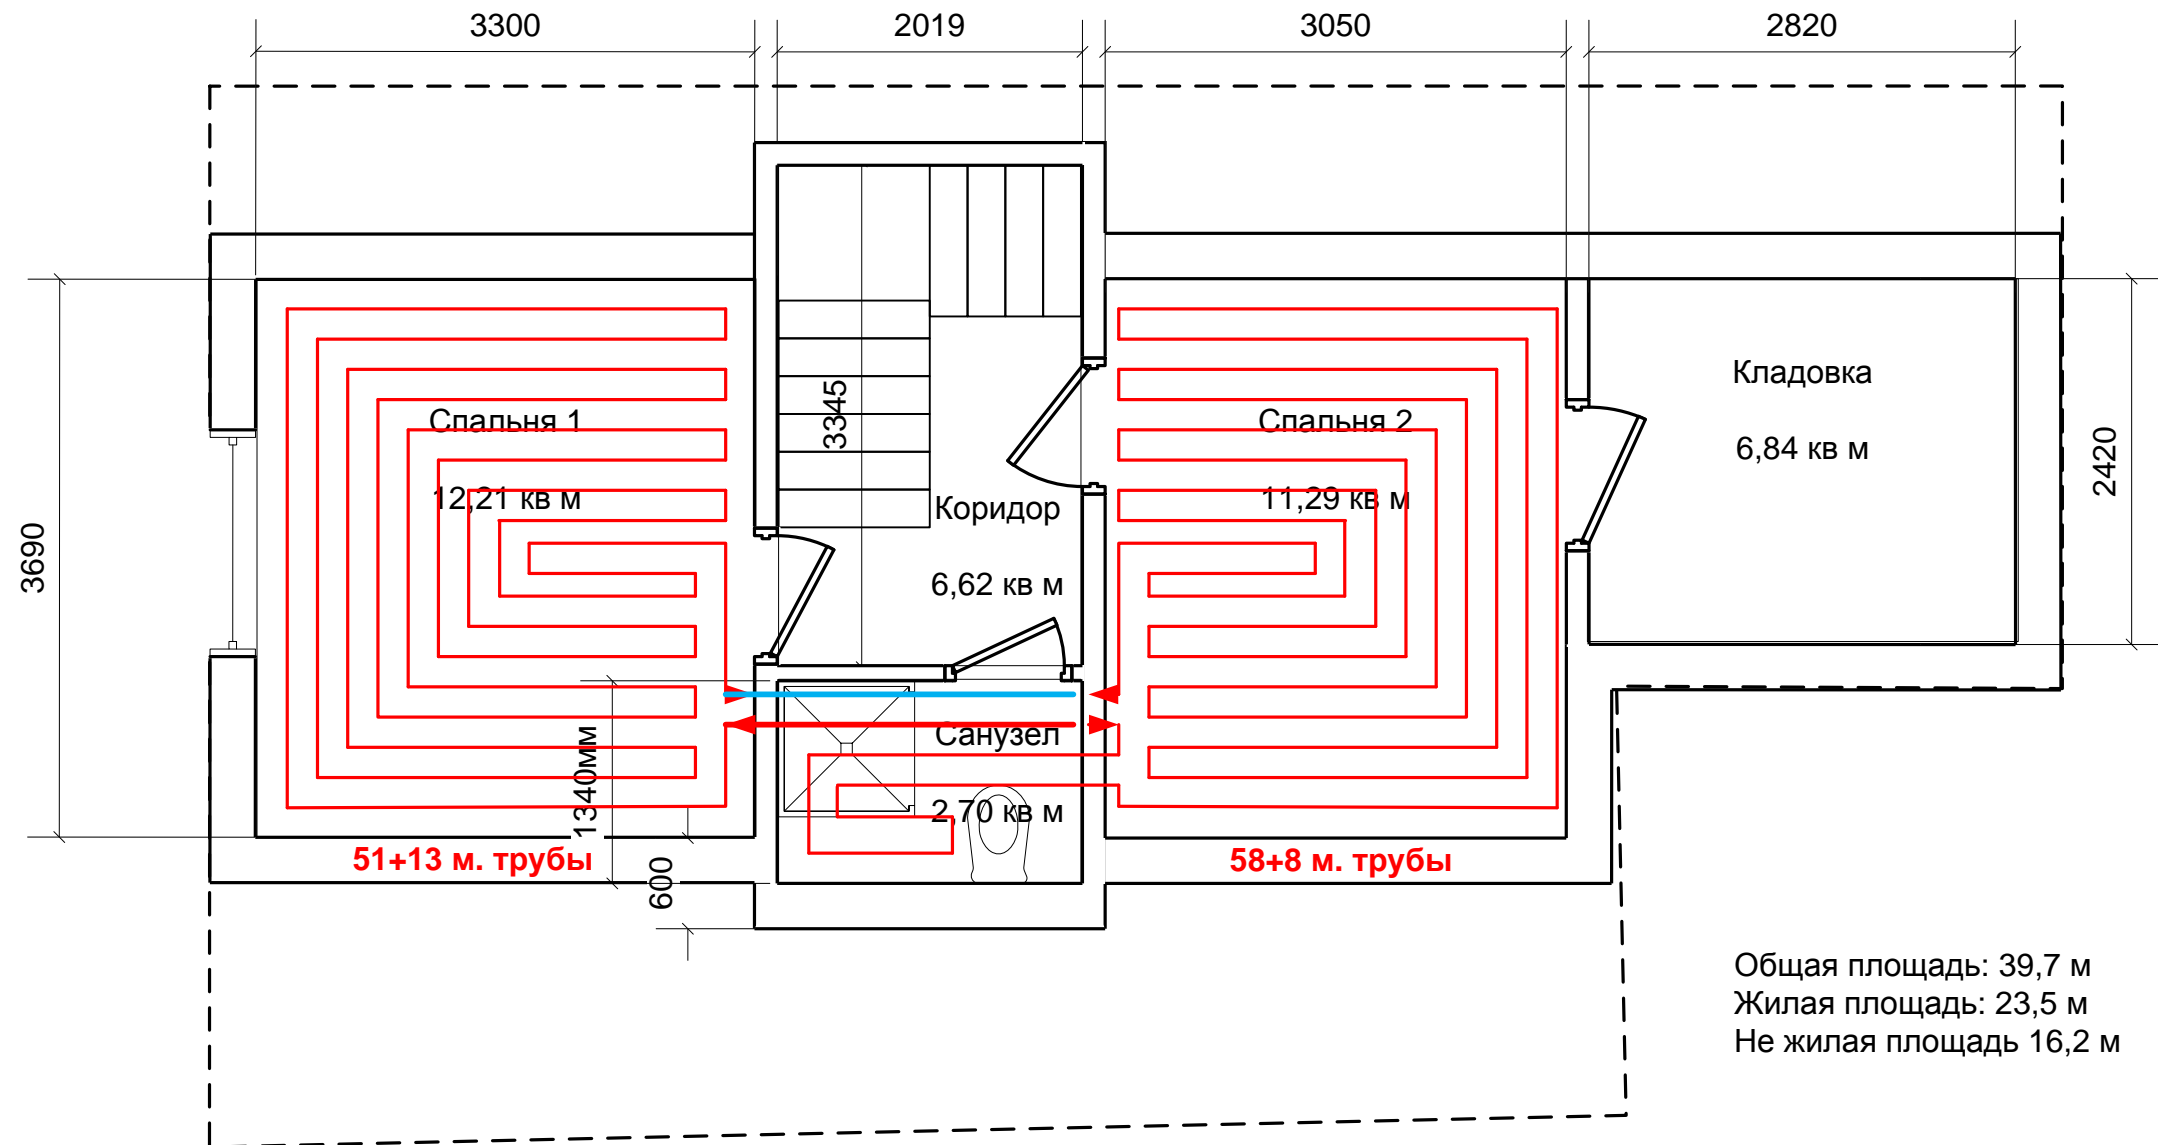 3300
2019
3050
2820
Кладовка
6,84 кв м
2420
Спальня 1
12,21 кв м
3345
Спальня 2
11,29 кв м
Коридор
6,62 кв м
3690
Санузел
2,70 кв м
1340мм
600
51+13 м. трубы
58+8 м. трубы
Общая площадь: 39,7 м
Жилая площадь: 23,5 м
Не жилая площадь 16,2 м